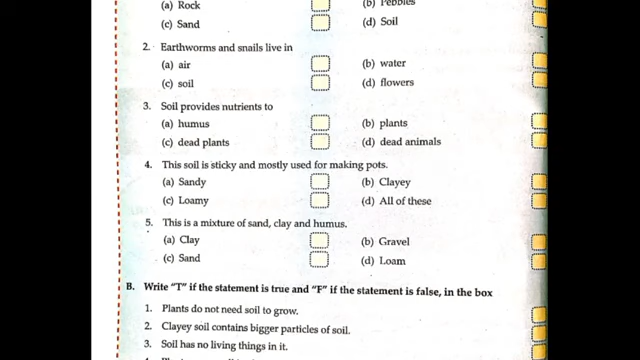 (a) Rock (b) Pebbles
(c) Sand (d) Soil
2. Earthworms and snails live in
(a) air (b) water
(c) soil (d) flowers
3. Soil provides nutrients to
(a) humus (b) plants
(c) dead plants (d) dead animals
4. This soil is sticky and mostly used for making pots.
(a) Sandy (b) Clayey
(c) Loamy (d) All of these
5. This is a mixture of sand, clay and humus.
(a) Clay (b) Gravel
(c) Sand (d) Loam
B. Write "T" if the statement is true and "F" if the statement is false, in the box
1. Plants do not need soil to grow.
2. Clayey soil contains bigger particles of soil.
3. Soil has no living things in it.